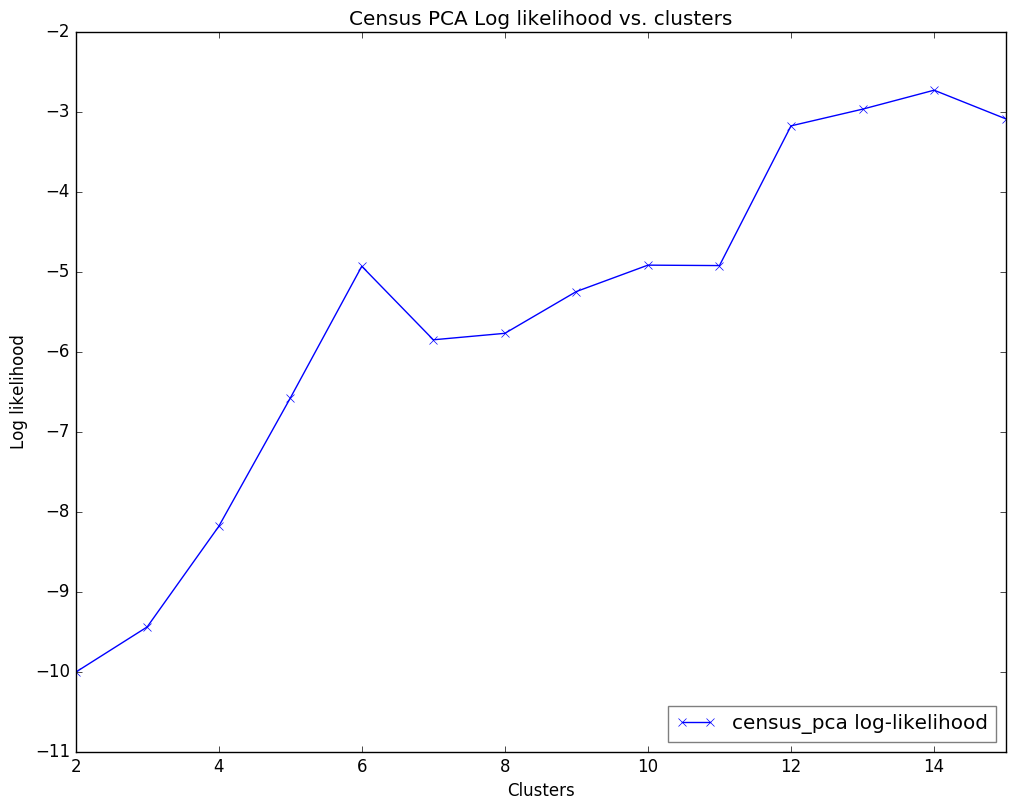 Census PCA Log likelihood vs. clusters
−2
−3
−4
−5
−6
−7
−8
−9
−10
−11
Log likelihood
census_pca log-likelihood
2 4 6 8 10 12 14
Clusters